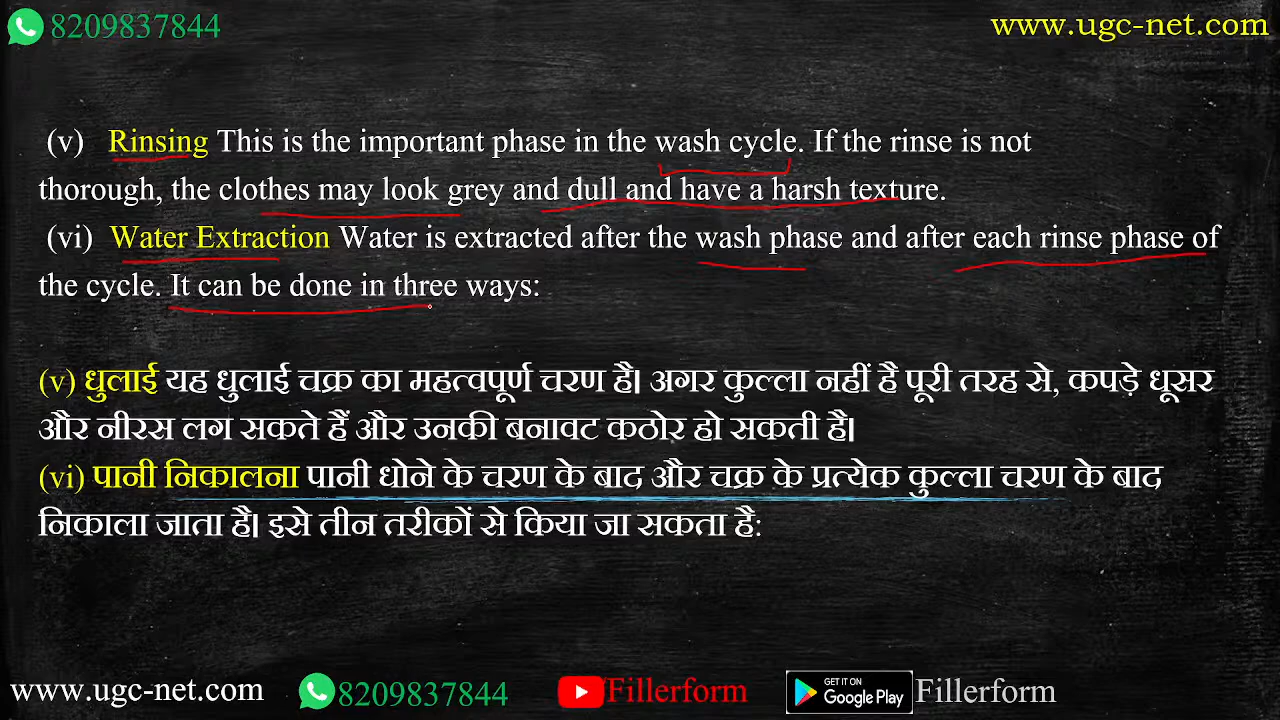 8209837844
www.ugc-net.com
(v) Rinsing This is the important phase in the wash cycle. If the rinse is not
thorough, the clothes may look grey and dull and have a harsh texture.
(vi) Water Extraction Water is extracted after the wash phase and after each rinse phase of
the cycle. It can be done in three ways:
(v) धुलाई यह धुलाई चक्र का महत्वपूर्ण चरण है। अगर कुल्ला नहीं है पूरी तरह से, कपड़े धूसर
और नीरस लग सकते हैं और उनकी बनावट कठोर हो सकती है।
(vi) पानी निकालना पानी धोने के चरण के बाद और चक्र के प्रत्येक कुल्ला चरण के बाद
निकाला जाता है। इसे तीन तरीकों से किया जा सकता है:
www.ugc-net.com
8209837844
Fillerform
GET IT ON
Google Play
Fillerform